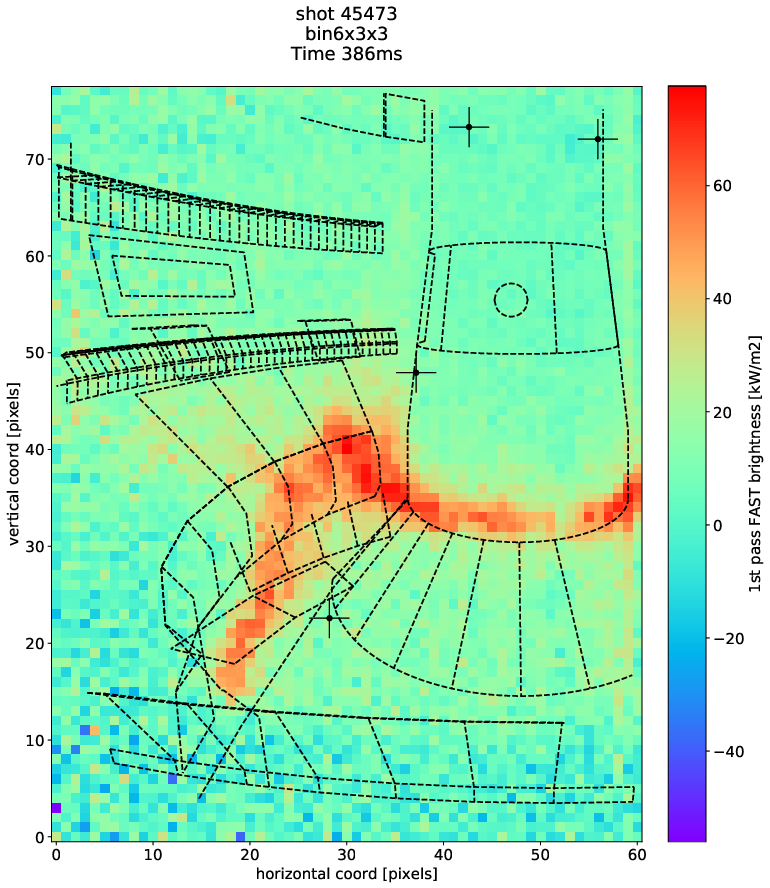 shot 45473
bin6x3x3
Time 386ms
vertical coord [pixels]
70
60
50
40
30
20
10
0
0 10 20 30 40 50 60
horizontal coord [pixels]
60
40
20
0
−20
−40
1st pass FAST brightness [kW/m2]